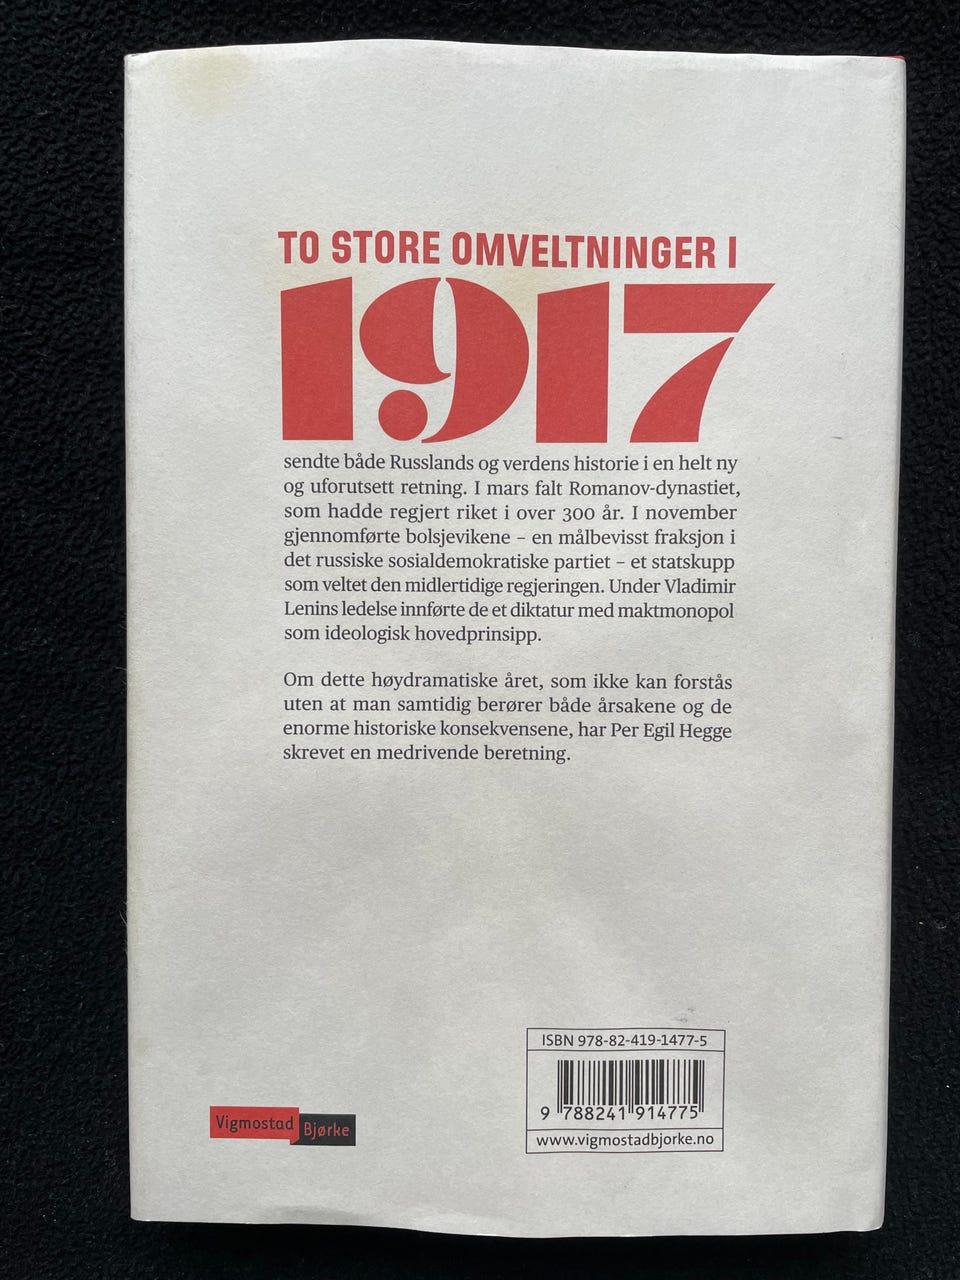 TO STORE OMVELTNINGER I
1917
sendte både Russlands og verdens historie i en helt ny
og uforutsett retning. I mars falt Romanov-dynastiet,
som hadde regjert riket i over 300 år. I november
gjennomførte bolsjevikene – en målbevisst fraksjon i
det russiske sosialdemokratiske partiet – et statskupp
som veltet den midlertidige regjeringen. Under Vladimir
Lenins ledelse innførte de et diktatur med maktmonopol
som ideologisk hovedprinsipp.
Om dette høydramatiske året, som ikke kan forstås
uten at man samtidig berører både årsakene og de
enorme historiske konsekvensene, har Per Egil Hegge
skrevet en medrivende beretning.
ISBN 978-82-419-1477-5
9 788241 914775
www.vigmostadbjorke.no
Vigmostad
Bjørke